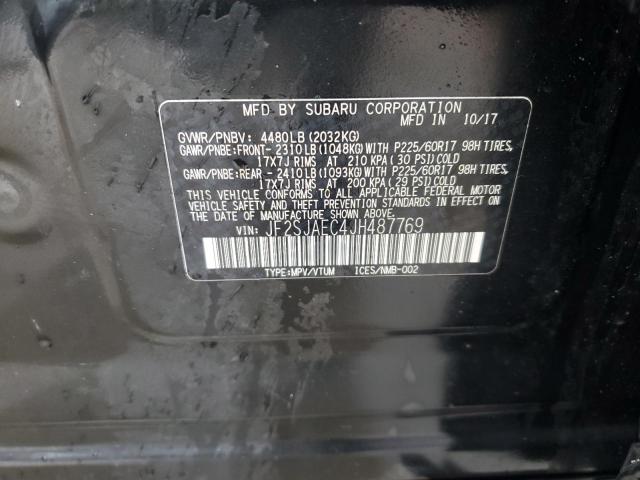 MFD BY SUBARU CORPORATION
MFD IN 10/17
GVWR/PNBV: 4480LB(2032KG)
GAWR/PNBE:FRONT-2310LB(1048KG)WITH P225/60R17 98H TIRES,
17X7J RIMS AT 210 KPA(30 PSI)COLD
GAWR/PNBE:REAR -2410LB(1093KG)WITH P225/60R17 98H TIRES,
17X7J RIMS AT 200 KPA(29 PSI)COLD
THIS VEHICLE CONFORMS TO ALL APPLICABLE FEDERAL MOTOR
VEHICLE SAFETY AND THEFT PREVENTION STANDARDS IN EFFECT
ON THE DATE OF MANUFACTURE SHOWN ABOVE.
VIN: JF2SJAEC4JH487769
TYPE:MPV/VTUM ICES/NMB-002